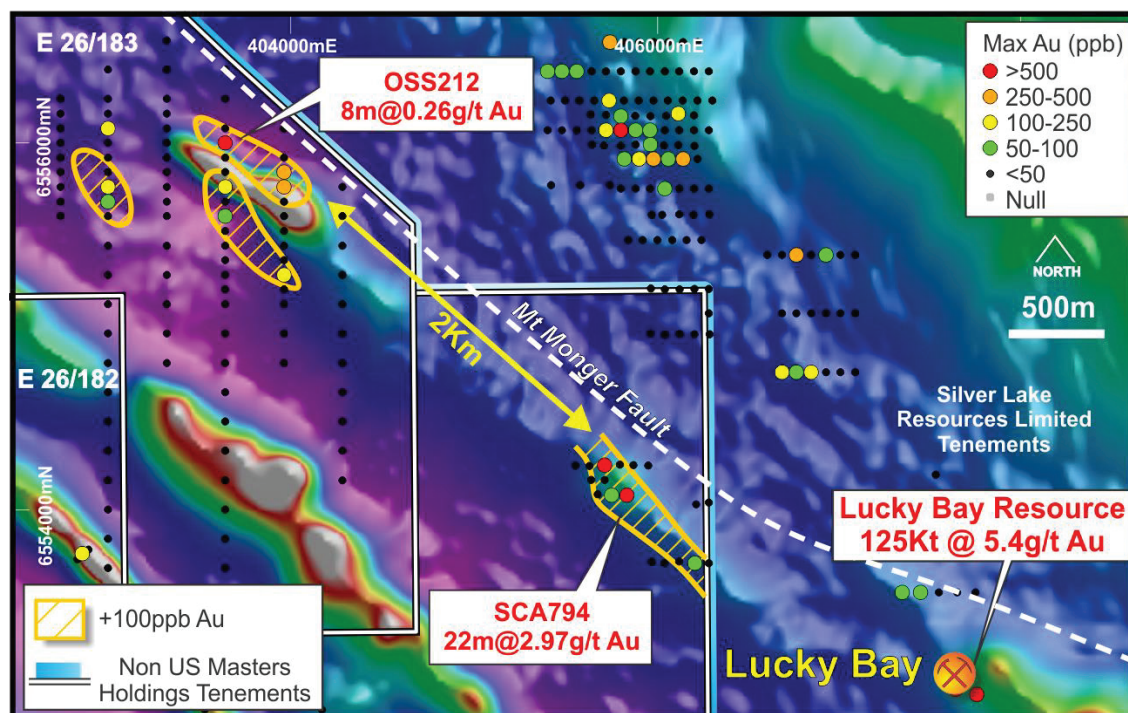 E 26/183
404000mE
406000mE
OSS212
8m@0.26g/t Au
Max Au (ppb)
>500
250-500
100-250
50-100
<50
Null
6556000mN
NORTH
500m
2Km
Mt Monger Fault
E 26/182
Silver Lake
Resources Limited
Tenements
6554000mN
Lucky Bay Resource
125Kt @ 5.4g/t Au
+100ppb Au
SCA794
22m@2.97g/t Au
Non US Masters
Holdings Tenements
Lucky Bay